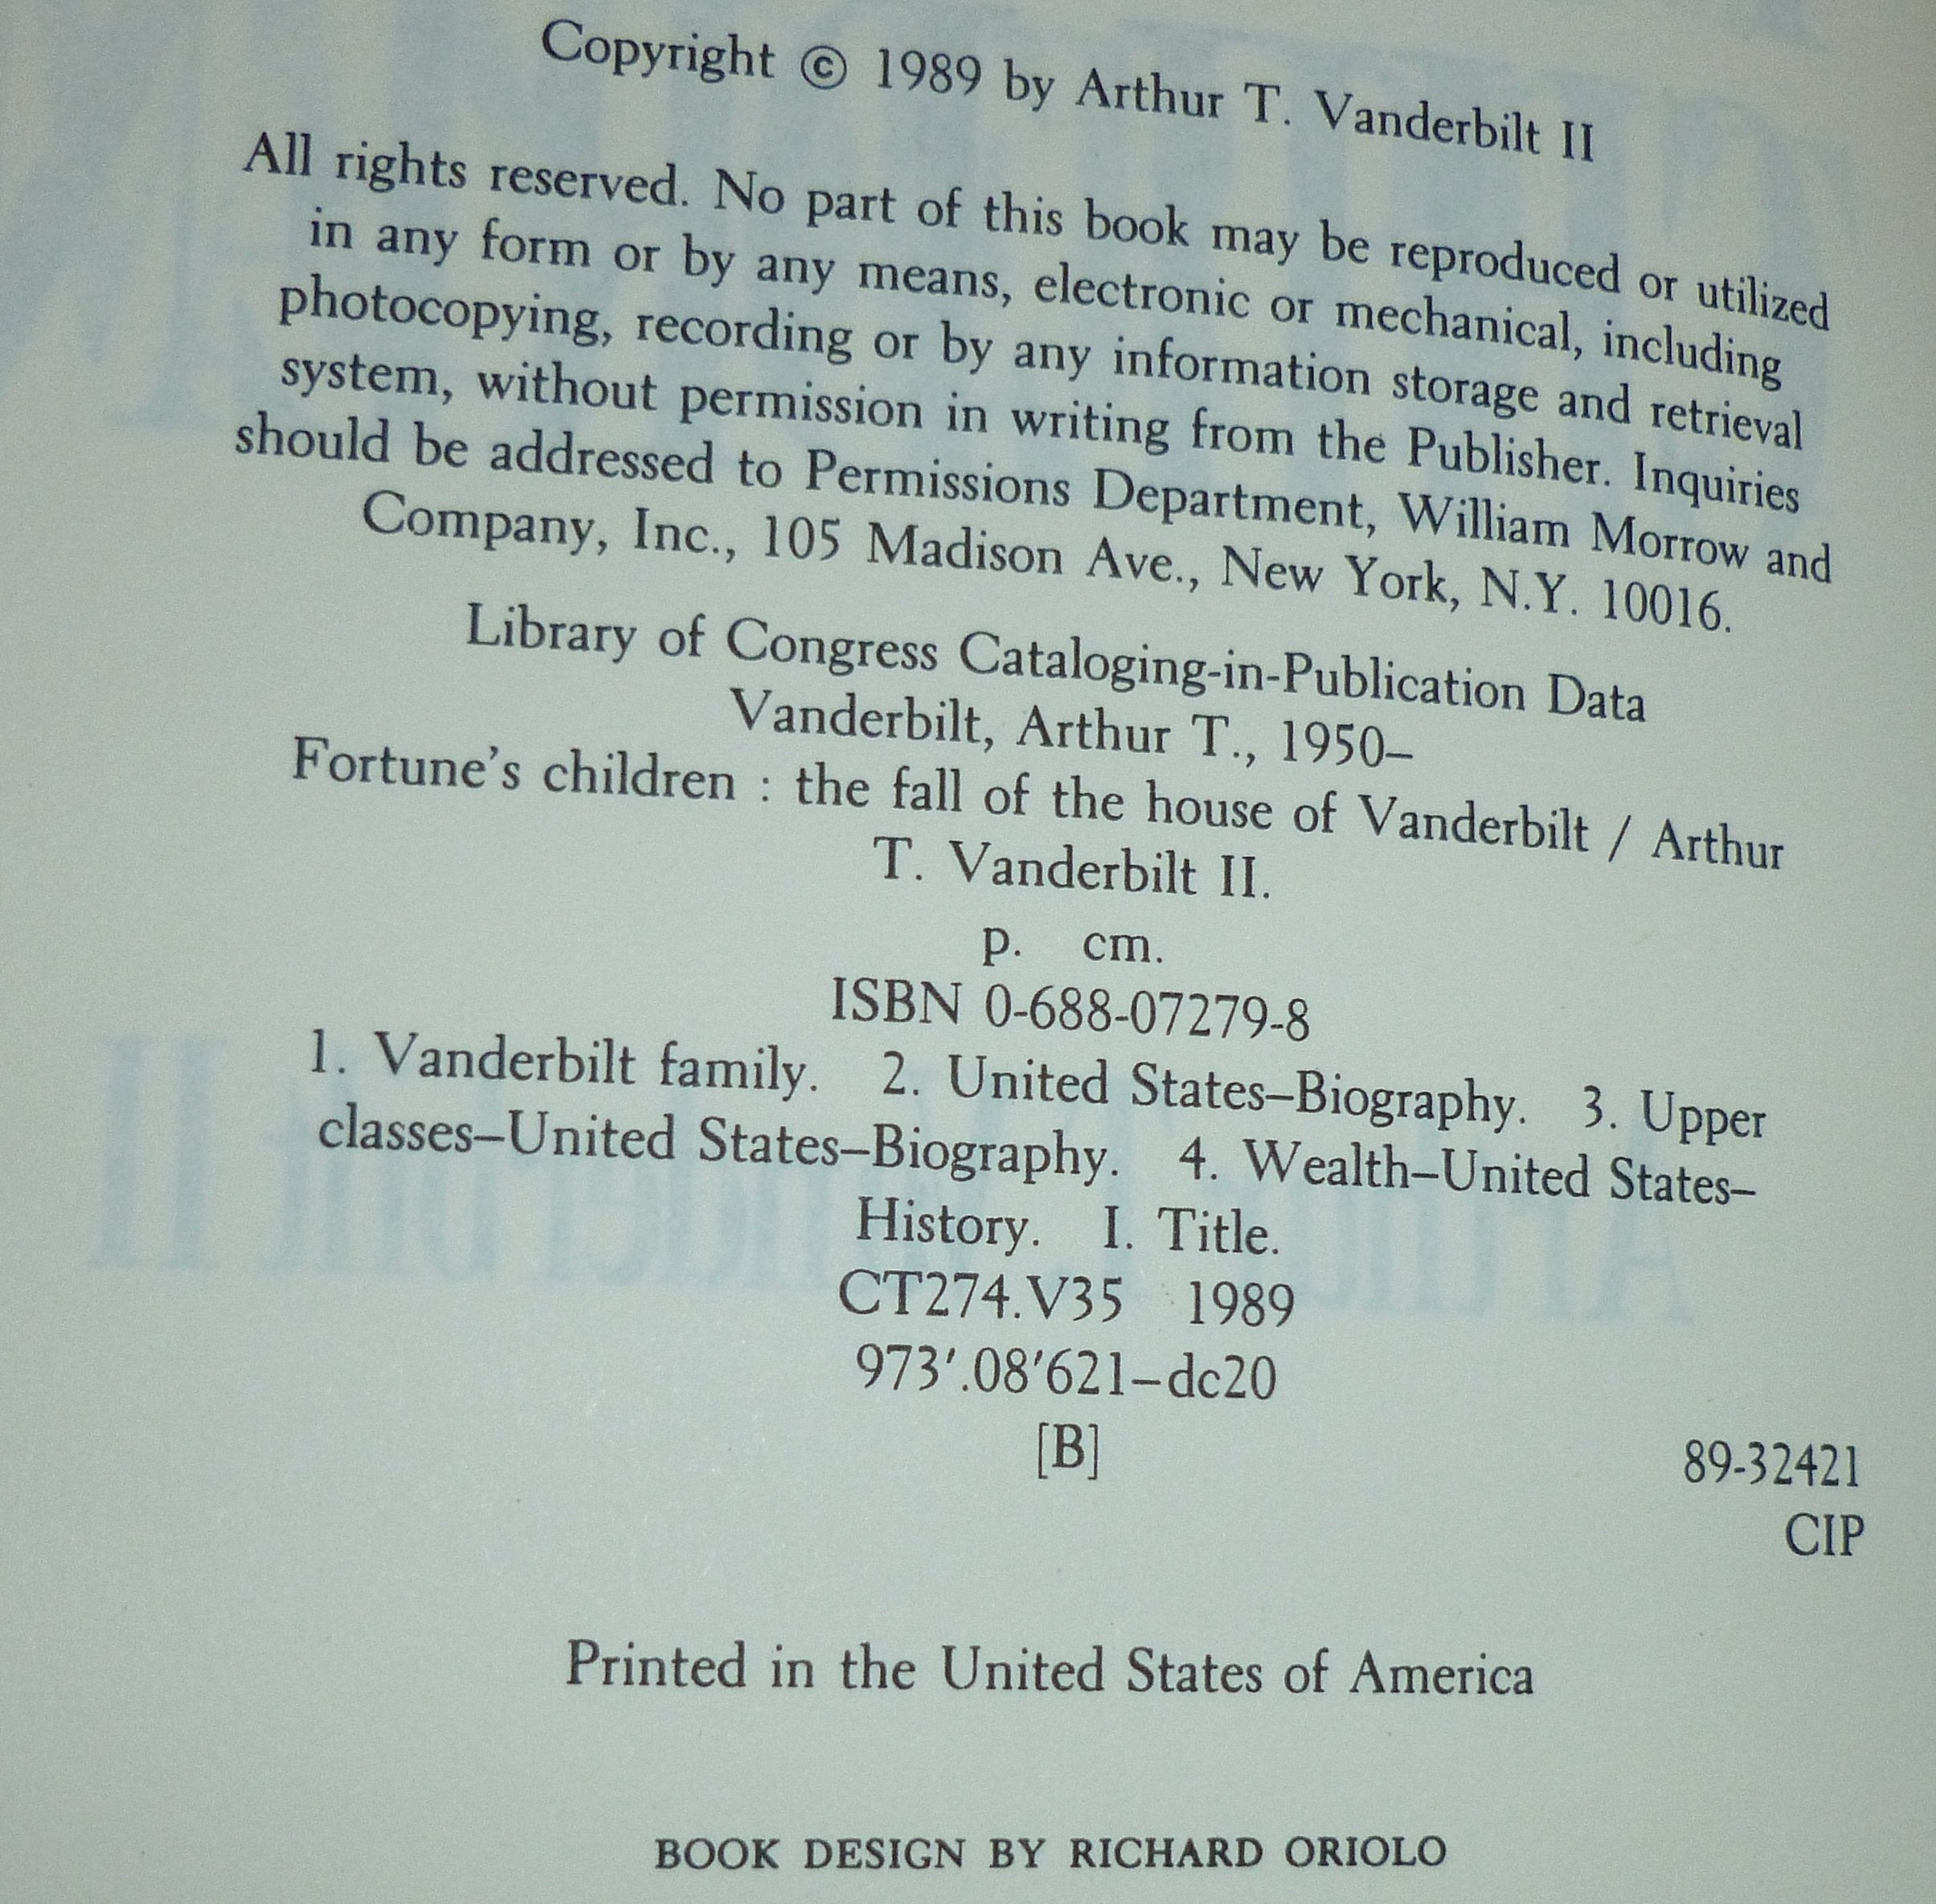 Copyright © 1989 by Arthur T. Vanderbilt II
All rights reserved. No part of this book may be reproduced or utilized
in any form or by any means, electronic or mechanical, including
photocopying, recording or by any information storage and retrieval
system, without permission in writing from the Publisher. Inquiries
should be addressed to Permissions Department, William Morrow and
Company, Inc., 105 Madison Ave., New York, N.Y. 10016.
Library of Congress Cataloging-in-Publication Data
Vanderbilt, Arthur T., 1950–
Fortune's children : the fall of the house of Vanderbilt / Arthur
T. Vanderbilt II.
p. cm.
ISBN 0-688-07279-8
1. Vanderbilt family. 2. United States–Biography. 3. Upper
classes–United States–Biography. 4. Wealth–United States–
History. I. Title.
CT274.V35 1989
973'.08'621–dc20
[B]
89-32421
CIP
Printed in the United States of America
BOOK DESIGN BY RICHARD ORIOLO